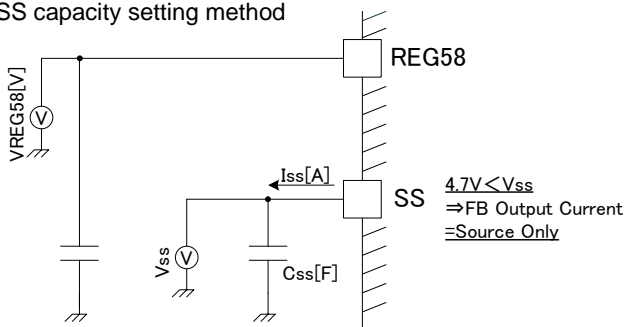 SS capacity setting method
REG58
VREG58[V]
V
Iss[A]
SS
4.7V＜Vss
⇒FB Output Current
=Source Only
Vss
V
Css[F]